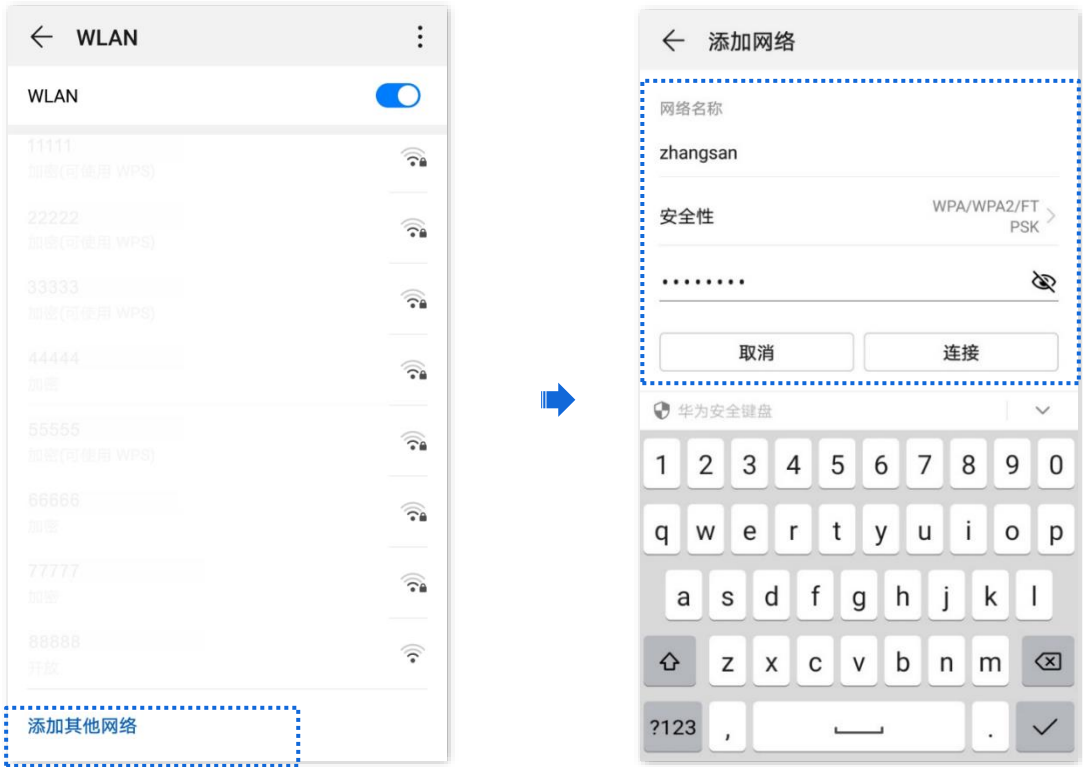 WLAN
WLAN
11111
加密(可使用 WPS)
22222
加密(可使用 WPS)
33333
加密(可使用 WPS)
44444
加密
55555
加密(可使用 WPS)
66666
加密
77777
加密
88888
开放
添加其他网络
添加网络
网络名称
zhangsan
安全性
WPA/WPA2/FT
PSK
••••••••
取消
连接
华为安全键盘
1 2 3 4 5 6 7 8 9 0
q w e r t y u i o p
a s d f g h j k l
z x c v b n m
?123 , .